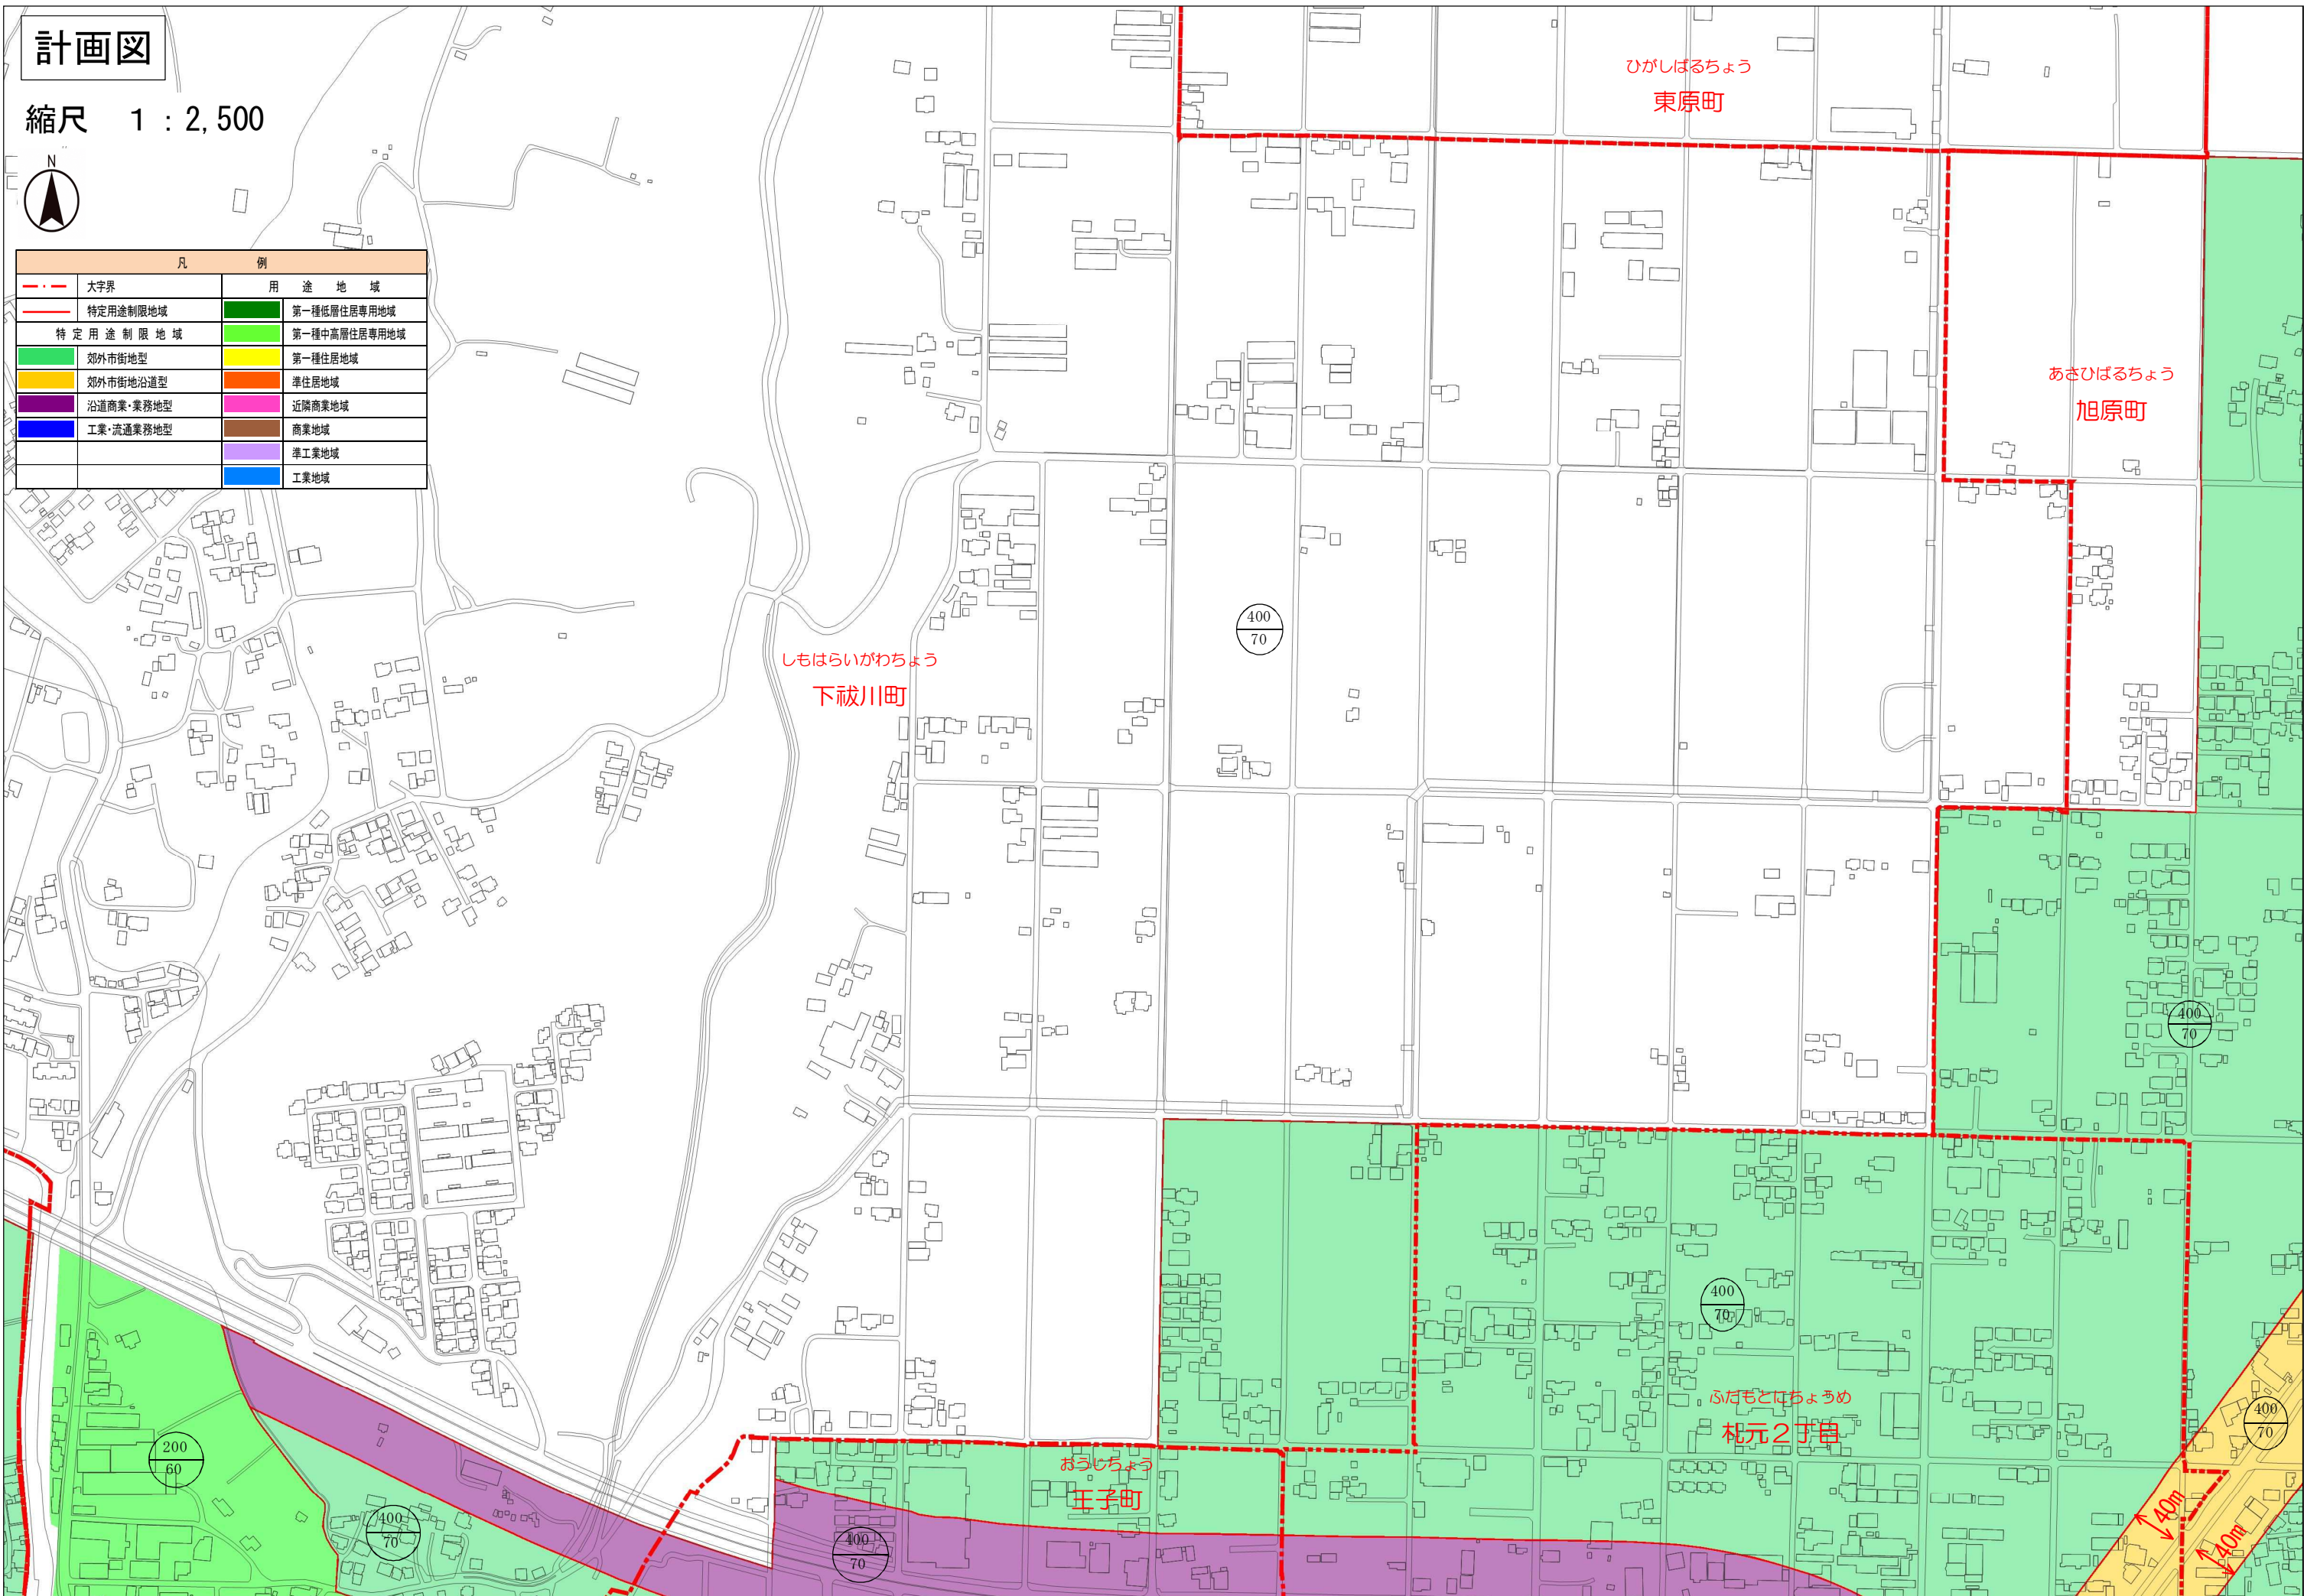 計画図
縮尺 1:2,500
N
凡 例
大字界 用途地域
特定用途制限地域 第一種低層住居専用地域
特定用途制限地域 第一種中高層住居専用地域
郊外市街地型 第一種住居地域
郊外市街地沿道型 準住居地域
沿道商業・業務地型 近隣商業地域
工業・流通業務地型 商業地域
準工業地域
工業地域
ひがしばるちょう
東原町
あさひばるちょう
旭原町
400
70
しもはらいがわちょう
下祓川町
400
70
400
70
ふだもとにちょうめ
札元2丁目
400
70
おうじちょう
王子町
200
60
400
70
400
70
40m
40m